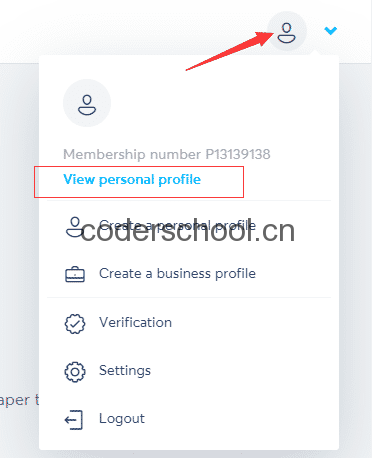 Membership number P13139138
View personal profile
Create a personal profile
coderschool.cn
Create a business profile
Verification
Settings
aper t
Logout